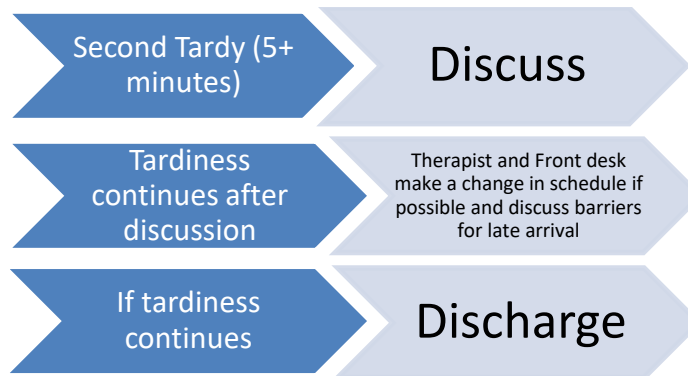 Second Tardy (5+
minutes)
Discuss
Tardiness
continues after
discussion
Therapist and Front desk
make a change in schedule if
possible and discuss barriers
for late arrival
If tardiness
continues
Discharge